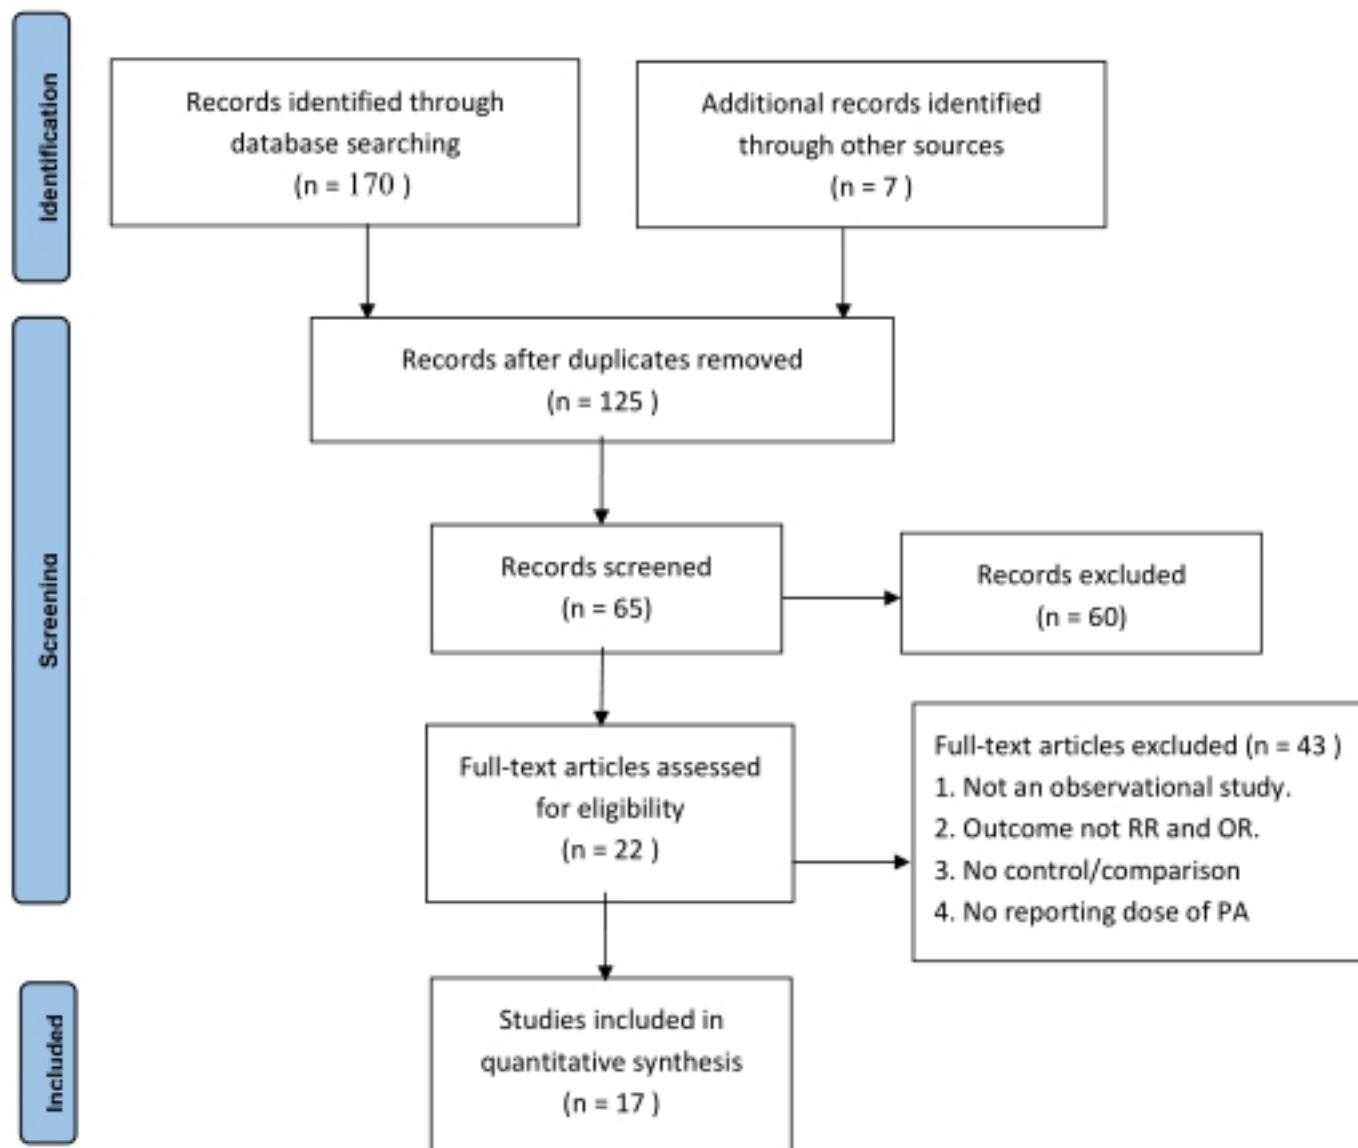 Identification
Records identified through
database searching
(n = 170 )
Additional records identified
through other sources
(n = 7 )
Screening
Records after duplicates removed
(n = 125 )
Records screened
(n = 65)
Records excluded
(n = 60)
Full-text articles assessed
for eligibility
(n = 22 )
Full-text articles excluded (n = 43 )
1. Not an observational study.
2. Outcome not RR and OR.
3. No control/comparison
4. No reporting dose of PA
Included
Studies included in
quantitative synthesis
(n = 17 )